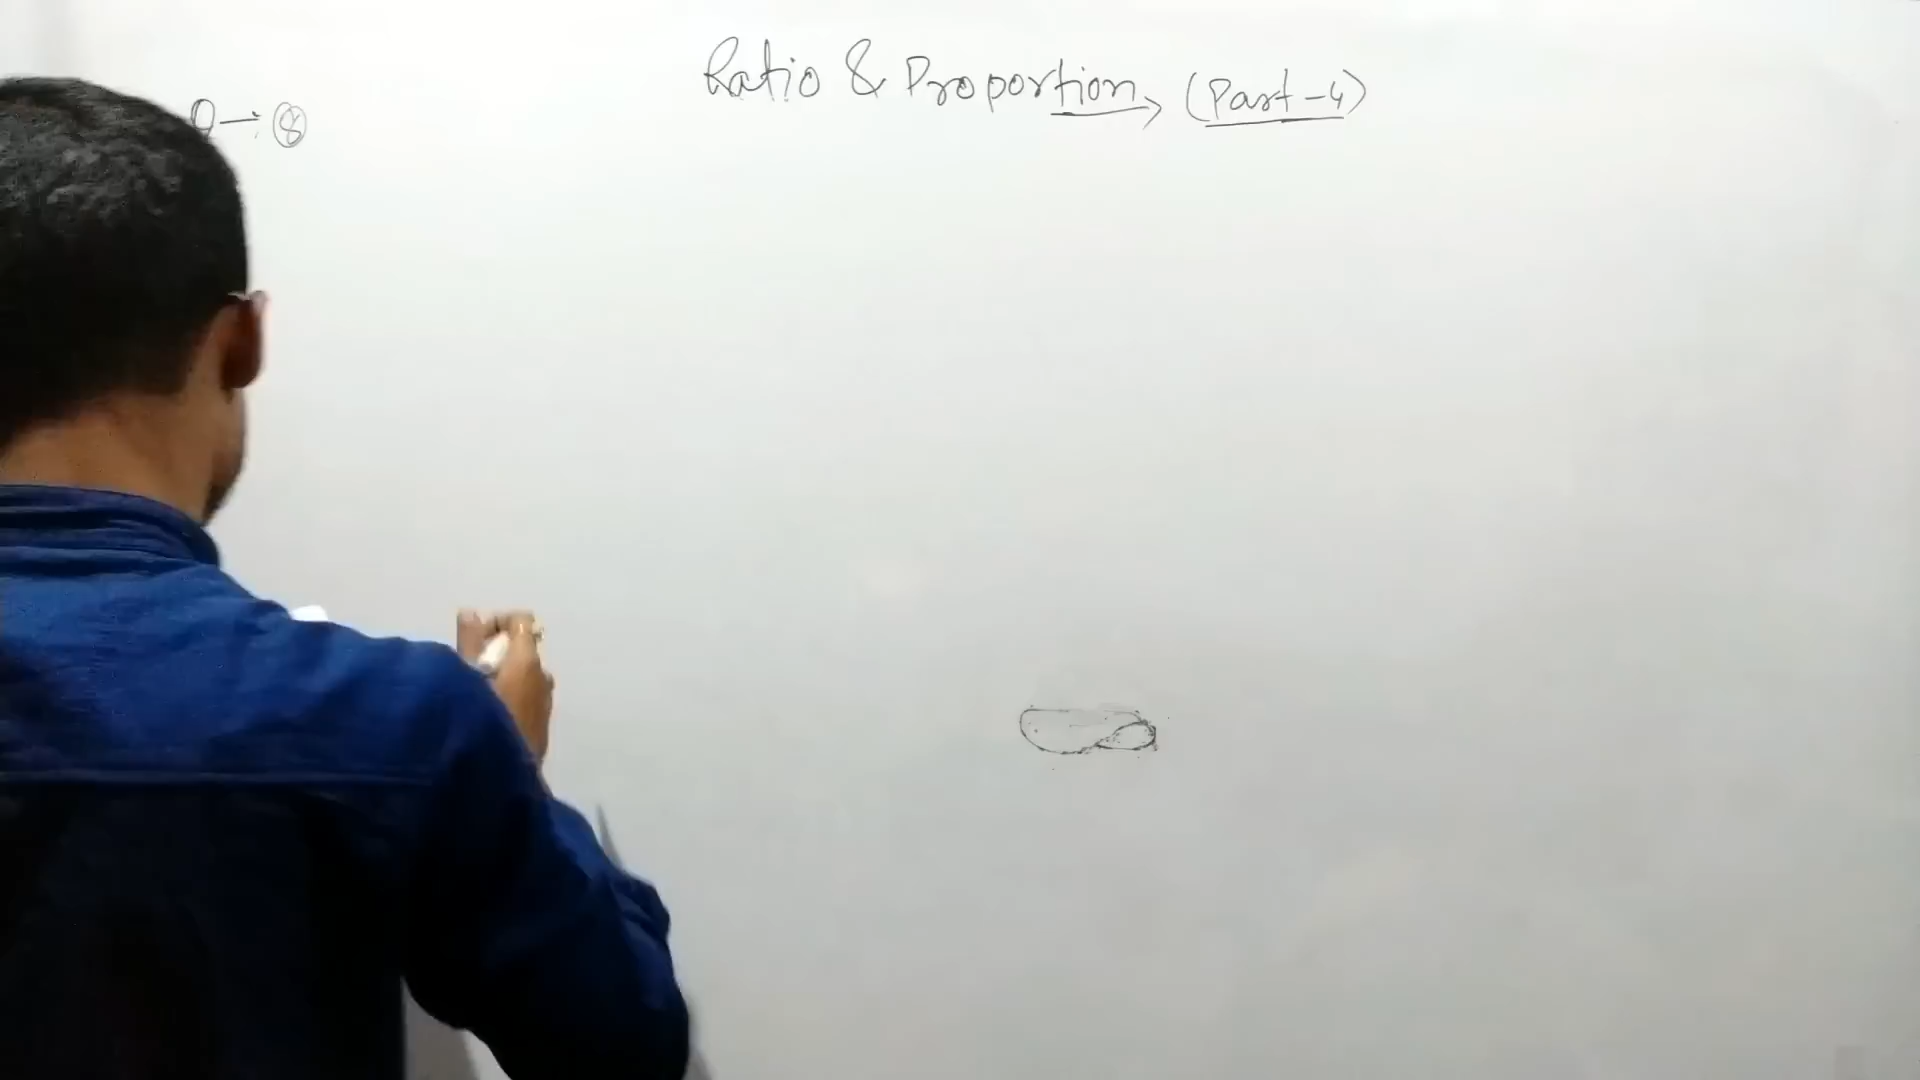 Ratio & Proportion → (Part-4)
Q → 8